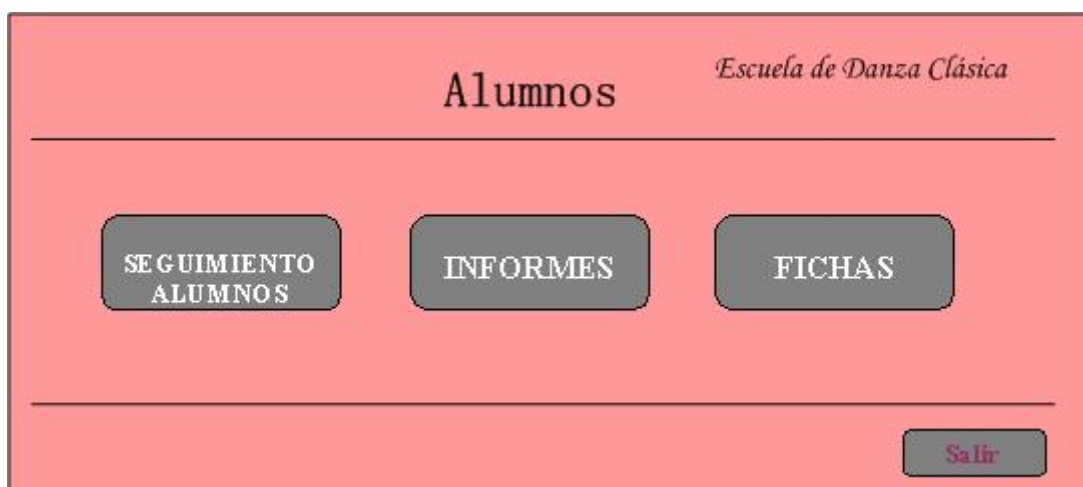 Escuela de Danza Clásica
Alumnos
SEGUIMIENTO
ALUMNOS
INFORMES
FICHAS
Salir